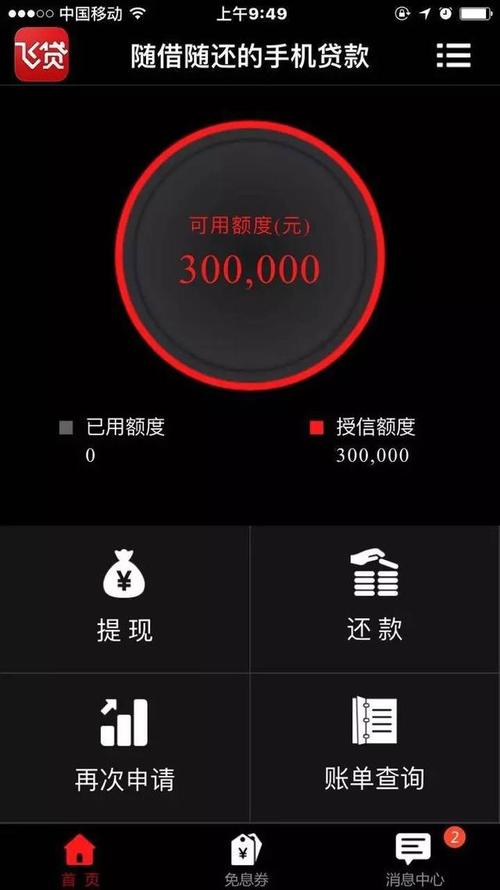 中国移动 上午9:49
飞贷 随借随还的手机贷款
可用额度(元)
300,000
已用额度 授信额度
0 300,000
¥
提现 还款
再次申请 账单查询
¥ 2
首页 免息券 消息中心